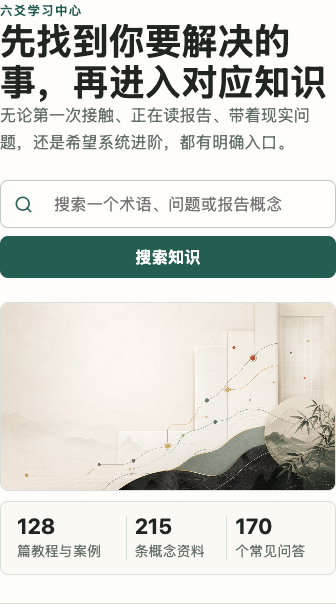 六爻学习中心
先找到你要解决的
事，再进入对应知识
无论第一次接触、正在读报告、带着现实问
题，还是希望系统进阶，都有明确入口。
搜索一个术语、问题或报告概念
搜索知识
128
篇教程与案例
215
条概念资料
170
个常见问答